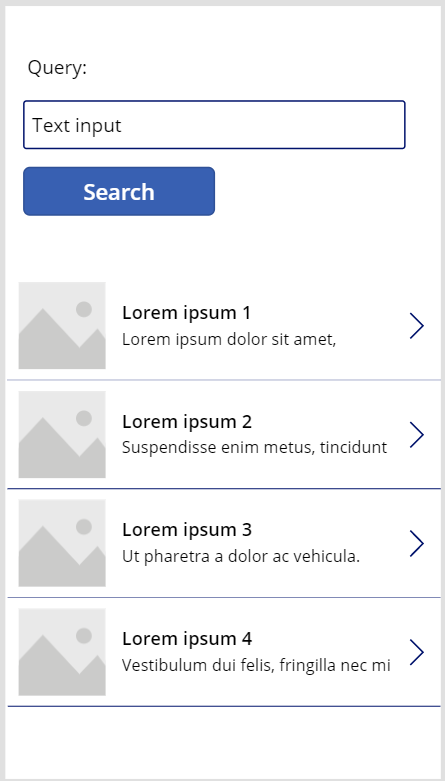 Query:
Text input
Search
Lorem ipsum 1
Lorem ipsum dolor sit amet,
Lorem ipsum 2
Suspendisse enim metus, tincidunt
Lorem ipsum 3
Ut pharetra a dolor ac vehicula.
Lorem ipsum 4
Vestibulum dui felis, fringilla nec mi